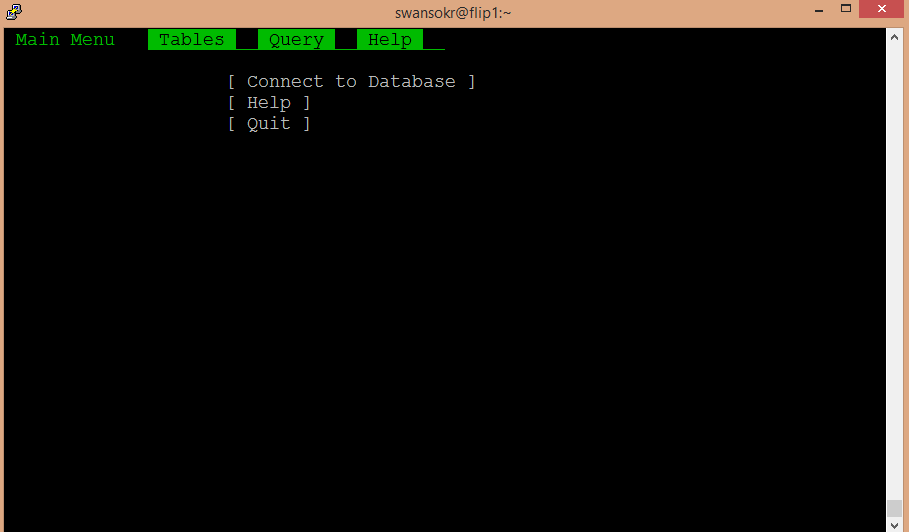 swansokr@flip1:~
Main Menu Tables Query Help
[ Connect to Database ]
[ Help ]
[ Quit ]